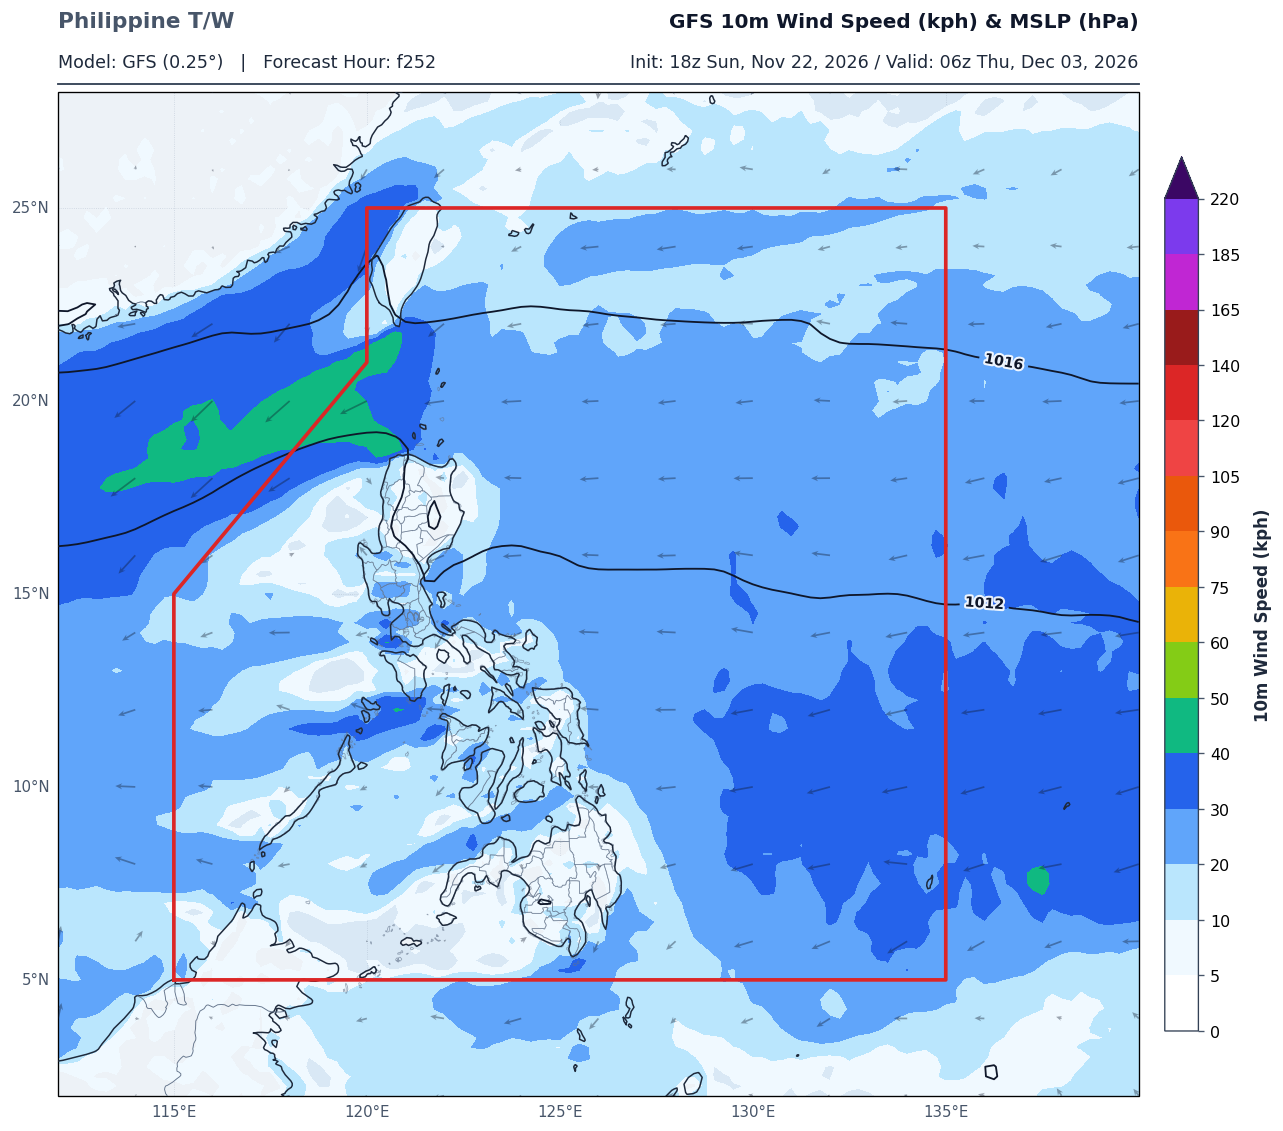 Philippine T/W
GFS 10m Wind Speed (kph) & MSLP (hPa)
Model: GFS (0.25°) | Forecast Hour: f252
Init: 18z Sun, Nov 22, 2026 / Valid: 06z Thu, Dec 03, 2026
25°N
20°N
15°N
10°N
5°N
115°E
120°E
125°E
130°E
135°E
1016
1012
220
185
165
140
120
105
90
75
60
50
40
30
20
10
5
0
10m Wind Speed (kph)